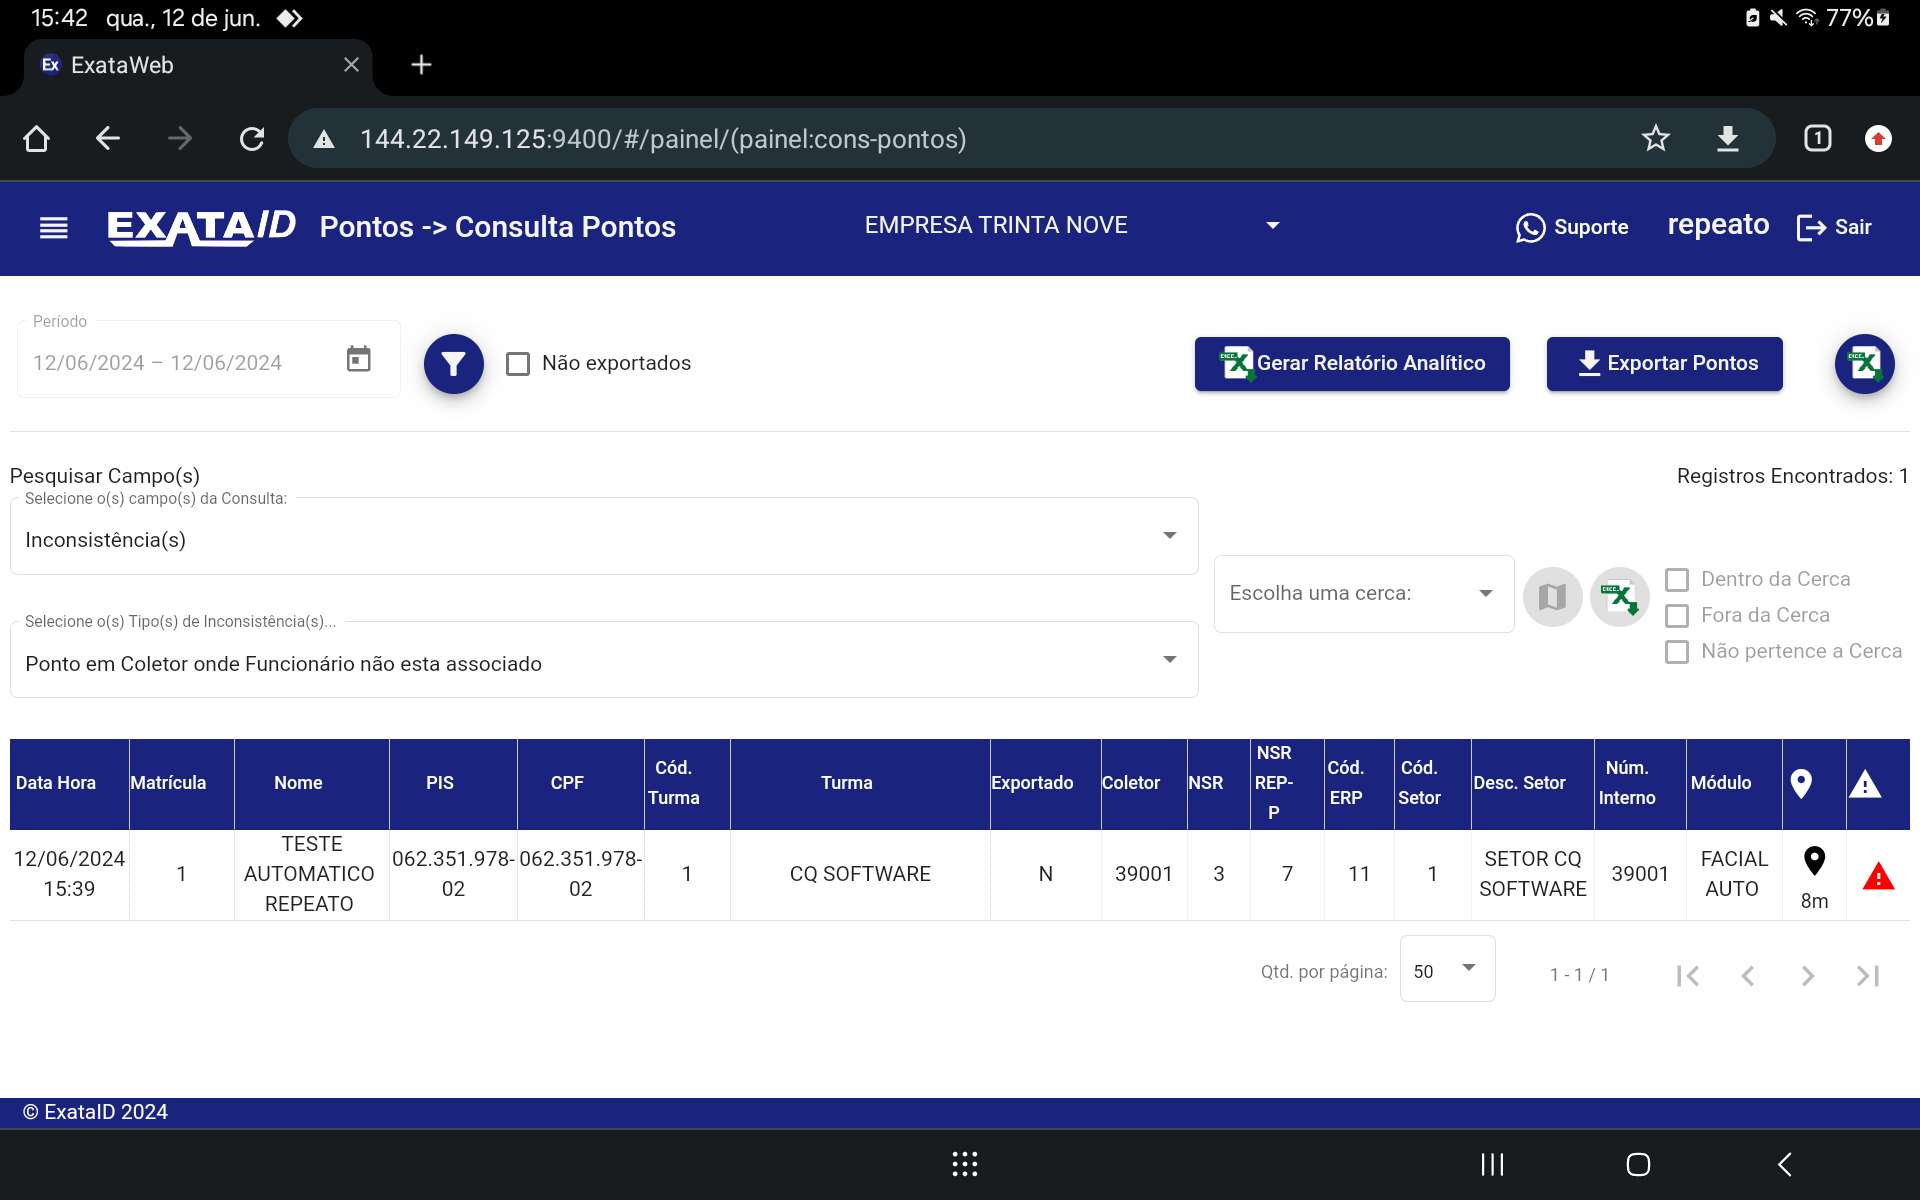 15:42 qua., 12 de jun. 77%
Ex ExataWeb
144.22.149.125:9400/#/painel/(painel:cons-pontos) 1
EXATAID Pontos -> Consulta Pontos EMPRESA TRINTA NOVE Suporte repeato Sair
Período
12/06/2024 – 12/06/2024 Não exportados Gerar Relatório Analítico Exportar Pontos
Pesquisar Campo(s) Registros Encontrados: 1
Selecione o(s) campo(s) da Consulta:
Inconsistência(s)
Escolha uma cerca:
Dentro da Cerca
Fora da Cerca
Não pertence a Cerca
Selecione o(s) Tipo(s) de Inconsistência(s)...
Ponto em Coletor onde Funcionário não esta associado
Data Hora Matrícula Nome PIS CPF Cód. Turma Turma Exportado Coletor NSR NSR REP-P Cód. ERP Cód. Setor Desc. Setor Núm. Interno Módulo
12/06/2024 15:39 1 TESTE AUTOMATICO REPEATO 062.351.978-02 062.351.978-02 1 CQ SOFTWARE N 39001 3 7 11 1 SETOR CQ SOFTWARE 39001 FACIAL AUTO 8m
Qtd. por página: 50 1 - 1 / 1
© ExataID 2024